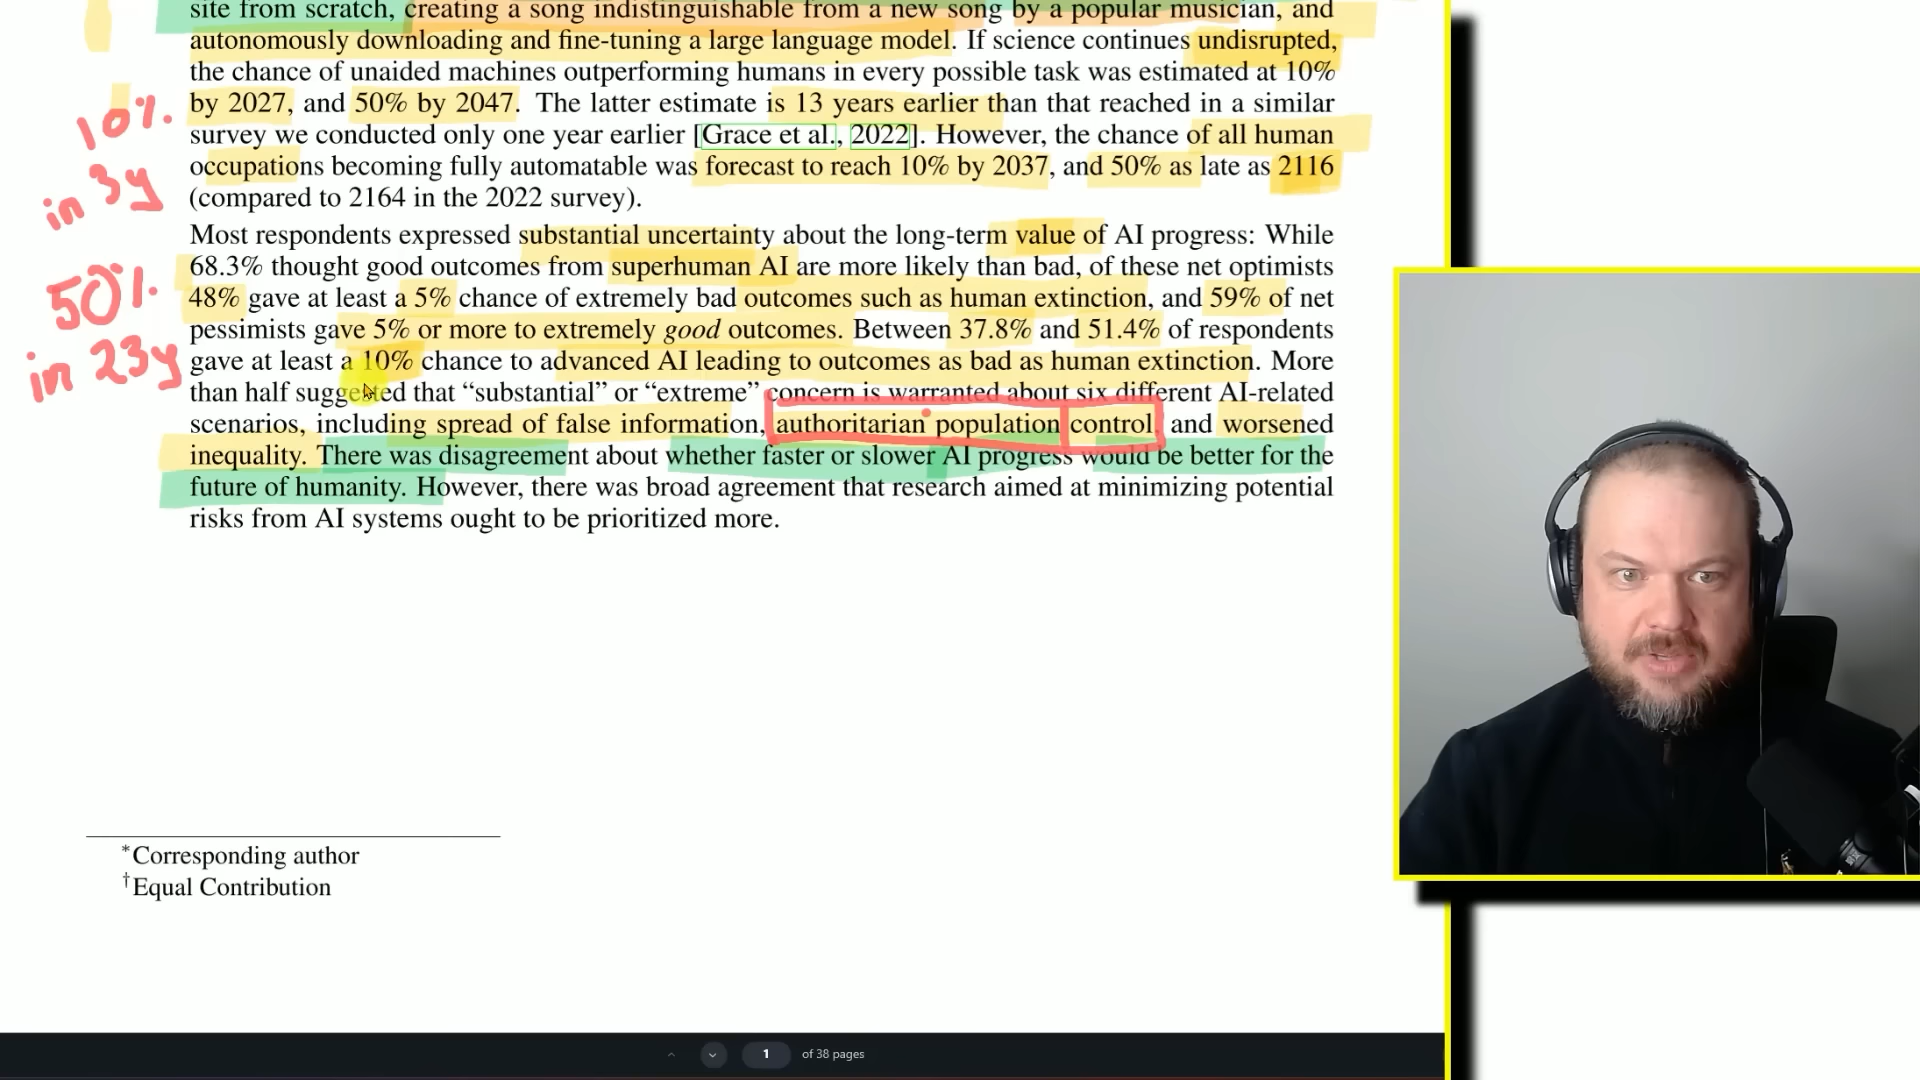 site from scratch, creating a song indistinguishable from a new song by a popular musician, and
autonomously downloading and fine-tuning a large language model. If science continues undisrupted,
the chance of unaided machines outperforming humans in every possible task was estimated at 10%
by 2027, and 50% by 2047. The latter estimate is 13 years earlier than that reached in a similar
survey we conducted only one year earlier [Grace et al., 2022]. However, the chance of all human
occupations becoming fully automatable was forecast to reach 10% by 2037, and 50% as late as 2116
(compared to 2164 in the 2022 survey).
10%
in 3y
Most respondents expressed substantial uncertainty about the long-term value of AI progress: While
68.3% thought good outcomes from superhuman AI are more likely than bad, of these net optimists
48% gave at least a 5% chance of extremely bad outcomes such as human extinction, and 59% of net
pessimists gave 5% or more to extremely good outcomes. Between 37.8% and 51.4% of respondents
gave at least a 10% chance to advanced AI leading to outcomes as bad as human extinction. More
than half suggested that “substantial” or “extreme” concern is warranted about six different AI-related
scenarios, including spread of false information, authoritarian population control, and worsened
inequality. There was disagreement about whether faster or slower AI progress would be better for the
future of humanity. However, there was broad agreement that research aimed at minimizing potential
risks from AI systems ought to be prioritized more.
50%
in 23y
*Corresponding author
†Equal Contribution
1 of 38 pages